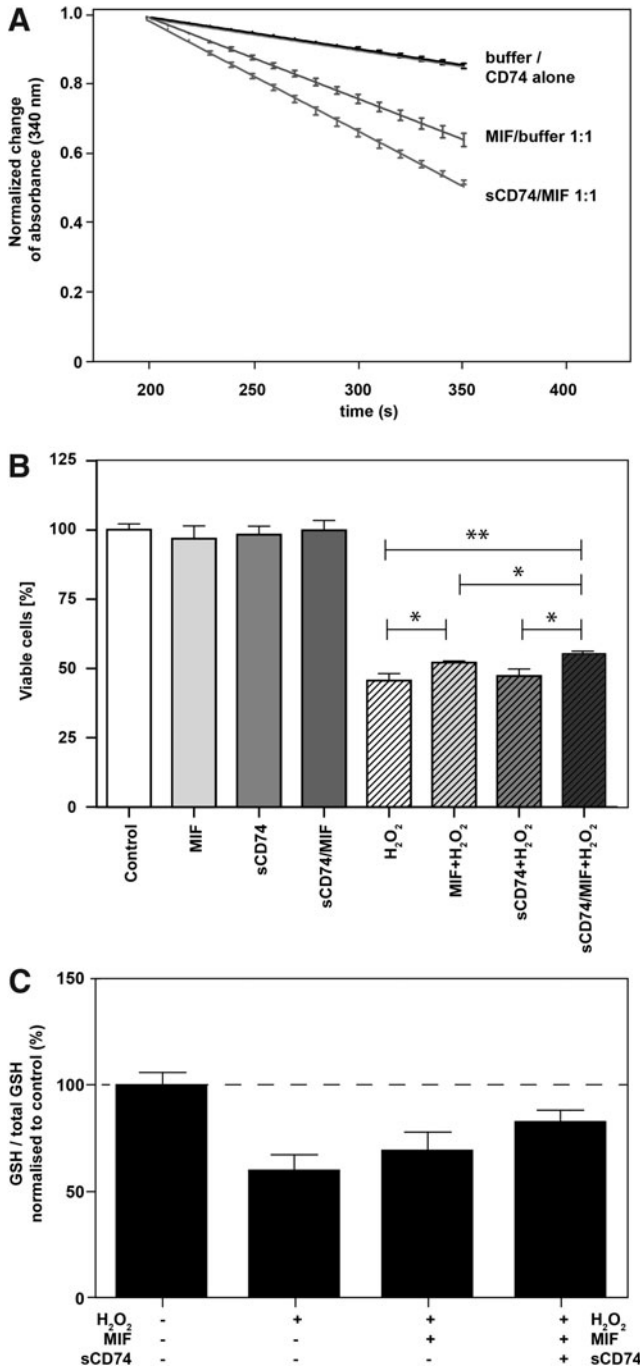 A
Normalized change
of absorbance (340 nm)
1.0
0.8
0.6
0.4
0.2
0
buffer /
CD74 alone
MIF/buffer 1:1
sCD74/MIF 1:1
200 250 300 350 400
time (s)
B
Viable cells [%]
125
100
75
50
25
0
**
*
* *
Control
MIF
sCD74
sCD74/MIF
H₂O₂
MIF+H₂O₂
sCD74+H₂O₂
sCD74/MIF+H₂O₂
C
GSH / total GSH
normalised to control (%)
150
100
50
0
H₂O₂ - + + + H₂O₂
MIF - - + + MIF
sCD74 - - - + sCD74